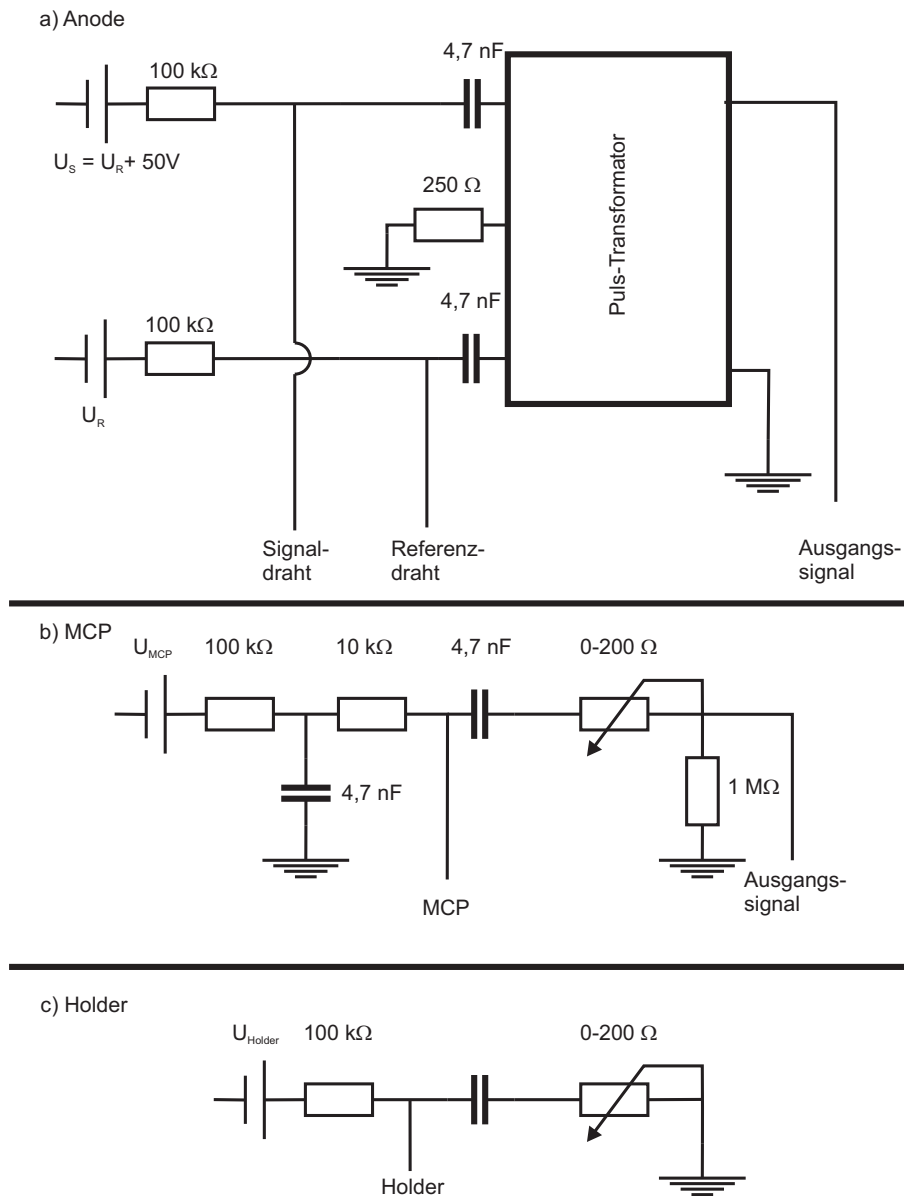 a) Anode
4,7 nF
100 kΩ
U_S = U_R + 50V
250 Ω
Puls-Transformator
4,7 nF
100 kΩ
U_R
Signal-
draht
Referenz-
draht
Ausgangs-
signal
b) MCP
U_MCP
100 kΩ
10 kΩ
4,7 nF
0-200 Ω
4,7 nF
1 MΩ
MCP
Ausgangs-
signal
c) Holder
U_Holder
100 kΩ
0-200 Ω
Holder